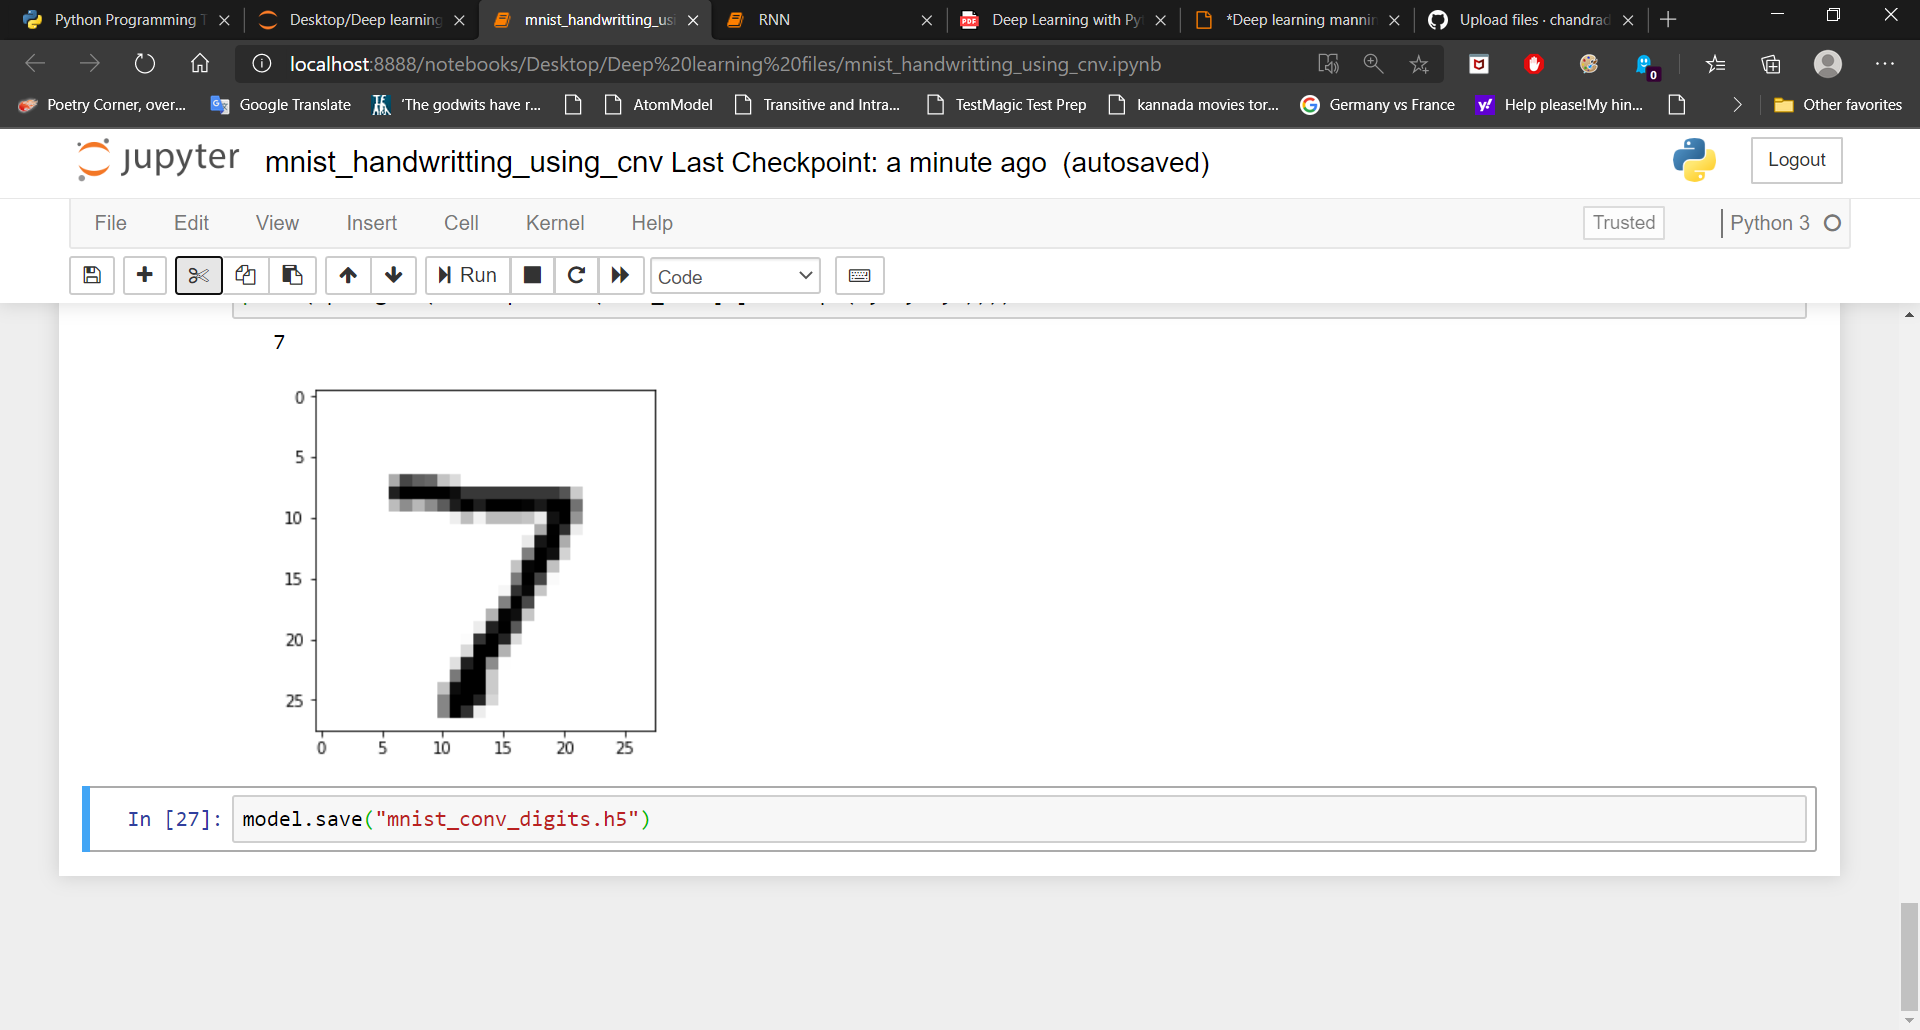 Python Programming T
Desktop/Deep learning
mnist_handwritting_usi
RNN
Deep Learning with Py
*Deep learning mannin
Upload files · chandrad
localhost:8888/notebooks/Desktop/Deep%20learning%20files/mnist_handwritting_using_cnv.ipynb
0
Poetry Corner, over...
Google Translate
'The godwits have r...
AtomModel
Transitive and Intra...
TestMagic Test Prep
kannada movies tor...
Germany vs France
Help please!My hin...
Other favorites
jupyter
mnist_handwritting_using_cnv Last Checkpoint: a minute ago (autosaved)
Logout
File Edit View Insert Cell Kernel Help
Trusted
Python 3
Run
Code
7
0
5
10
15
20
25
0 5 10 15 20 25
In [27]: model.save("mnist_conv_digits.h5")